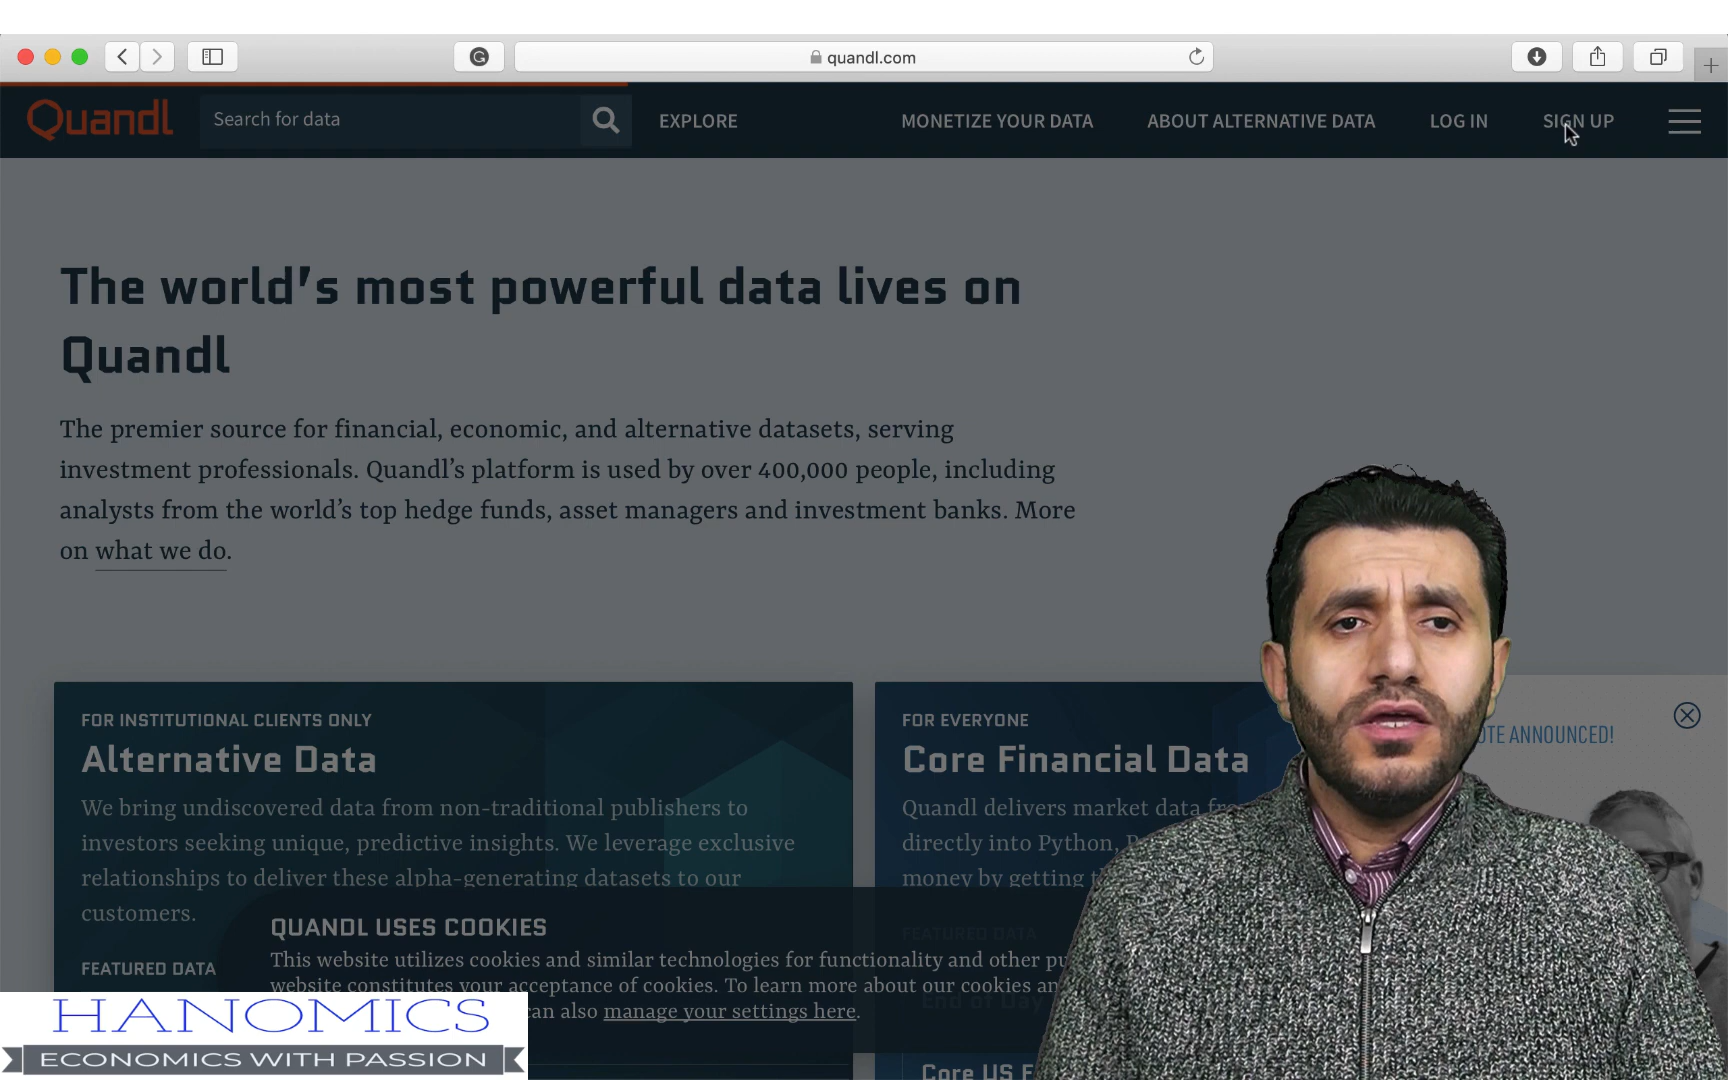 quandl.com
Quandl
Search for data
EXPLORE
MONETIZE YOUR DATA
ABOUT ALTERNATIVE DATA
LOG IN
SIGN UP
The world's most powerful data lives on
Quandl
The premier source for financial, economic, and alternative datasets, serving
investment professionals. Quandl’s platform is used by over 400,000 people, including
analysts from the world’s top hedge funds, asset managers and investment banks. More
on what we do.
FOR INSTITUTIONAL CLIENTS ONLY
Alternative Data
We bring undiscovered data from non-traditional publishers to
investors seeking unique, predictive insights. We leverage exclusive
relationships to deliver these alpha-generating datasets to our
customers.
FEATURED DATA
FOR EVERYONE
Core Financial Data
Quandl delivers market data
directly into Python,
money by getting
FEATURED DATA
End of Day
Core US
ANNOUNCED!
QUANDL USES COOKIES
This website utilizes cookies and similar technologies for functionality and other
website constitutes your acceptance of cookies. To learn more about our cookies
can also manage your settings here.
HANOMICS
ECONOMICS WITH PASSION